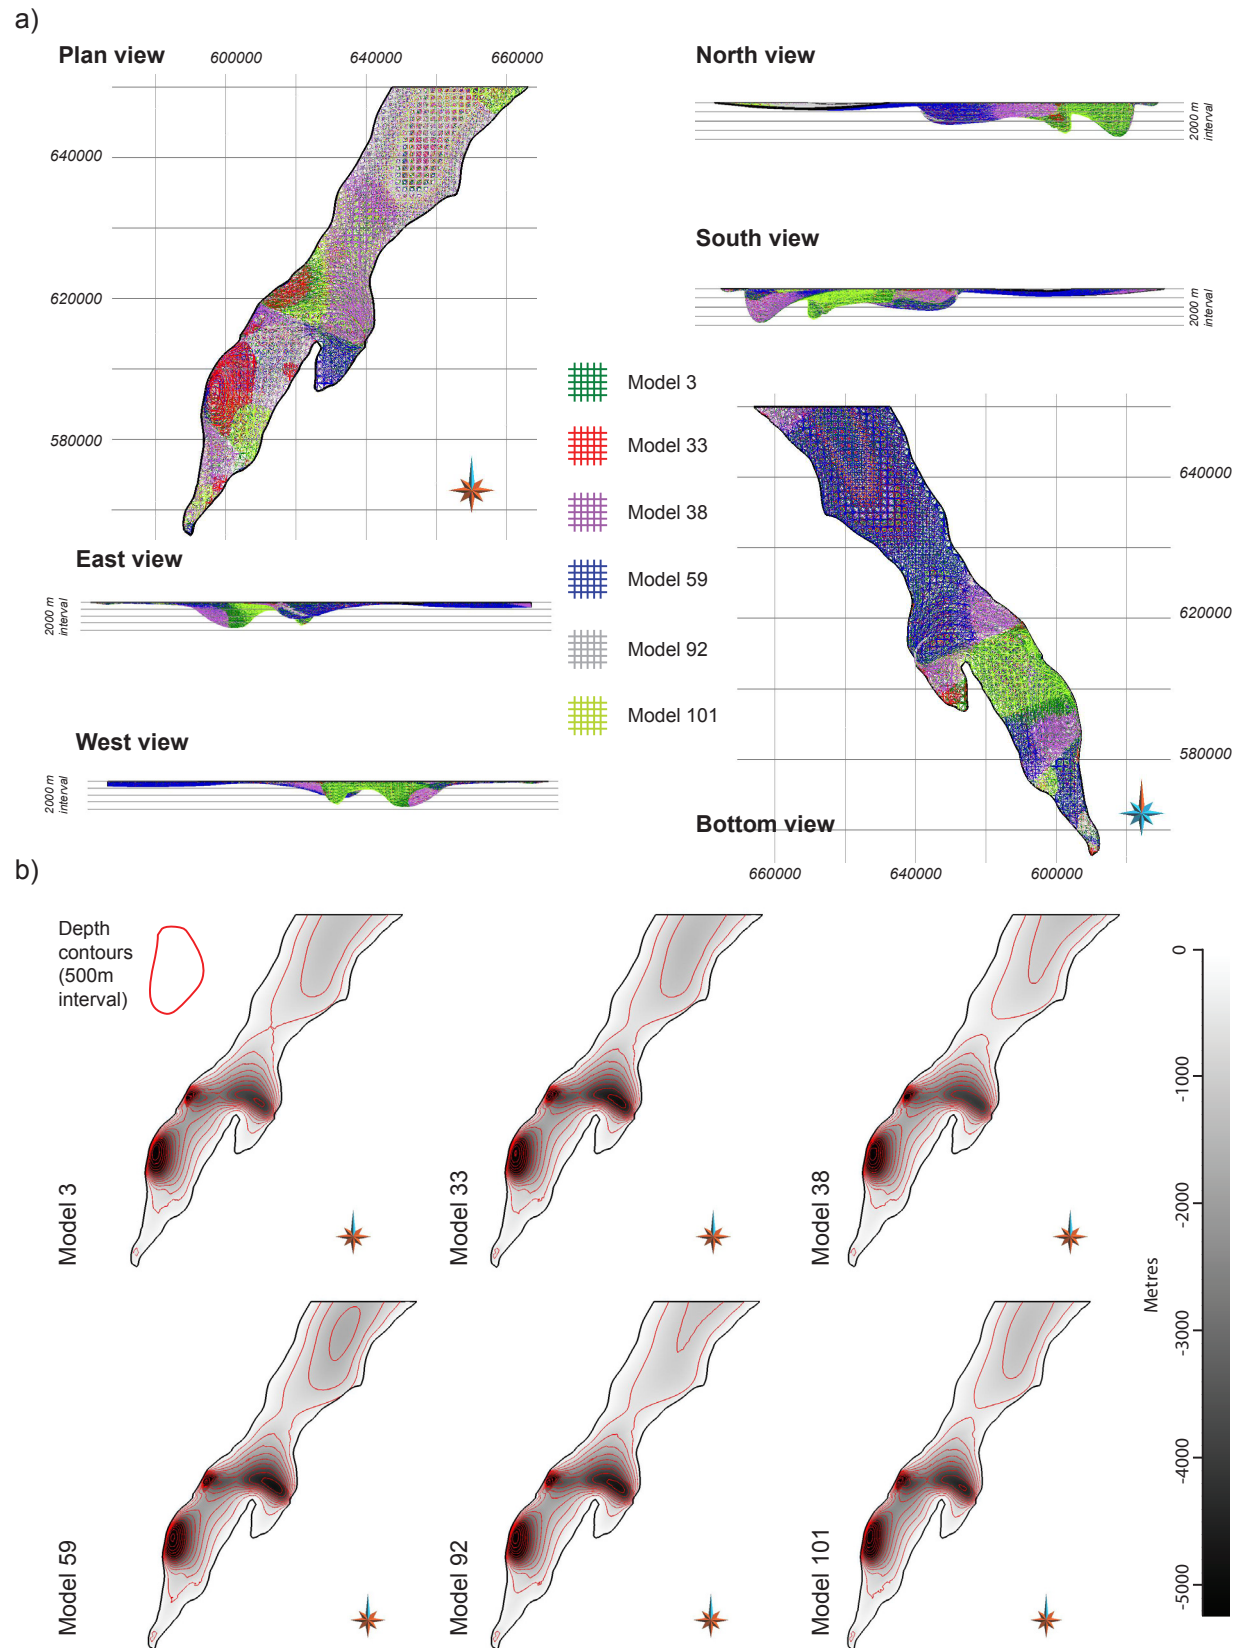 a)
Plan view
600000
640000
660000
640000
620000
580000
North view
2000 m
interval
South view
2000 m
interval
Model 3
Model 33
Model 38
Model 59
Model 92
Model 101
East view
2000 m
interval
West view
2000 m
interval
640000
620000
580000
Bottom view
660000
640000
600000
b)
Depth
contours
(500m
interval)
Model 3
Model 33
Model 38
Model 59
Model 92
Model 101
0
-1000
-2000
-3000
-4000
-5000
Metres